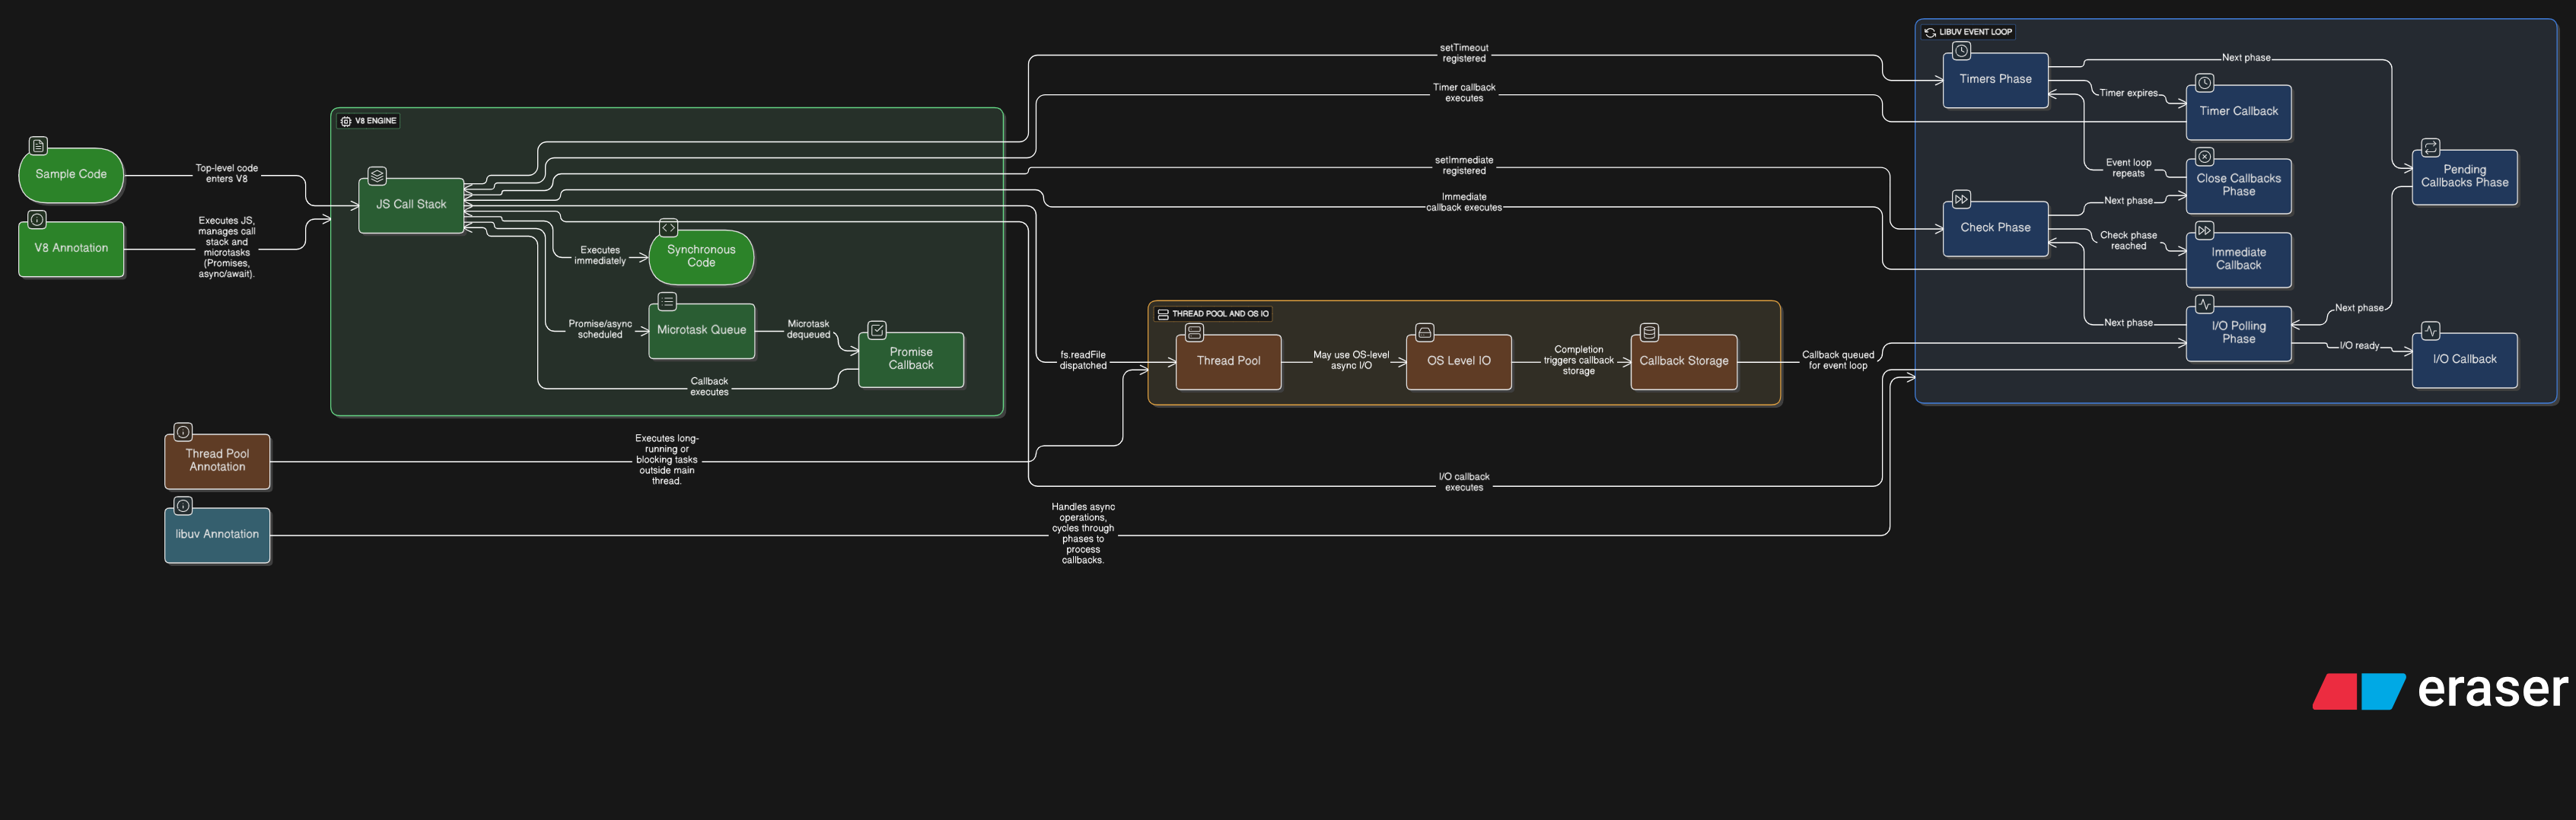 LIBUV EVENT LOOP
setTimeout
registered
Timers Phase
Next phase
Timer expires
Timer Callback
Timer callback
executes
V8 ENGINE
Sample Code
Top-level code
enters V8
JS Call Stack
setImmediate
registered
Event loop
repeats
Close Callbacks
Phase
Pending
Callbacks Phase
V8 Annotation
Executes JS,
manages call
stack and
microtasks
(Promises,
async/await).
Immediate
callback executes
Check Phase
Next phase
Check phase
reached
Immediate
Callback
Executes
immediately
Synchronous
Code
Promise/async
scheduled
Microtask Queue
Microtask
dequeued
Promise
Callback
Callback
executes
THREAD POOL AND OS IO
fs.readFile
dispatched
Thread Pool
May use OS-level
async I/O
OS Level IO
Completion
triggers callback
storage
Callback Storage
Callback queued
for event loop
Next phase
I/O Polling
Phase
Next phase
I/O ready
I/O Callback
Thread Pool
Annotation
Executes long-
running or
blocking tasks
outside main
thread.
I/O callback
executes
libuv Annotation
Handles async
operations,
cycles through
phases to
process
callbacks.
eraser